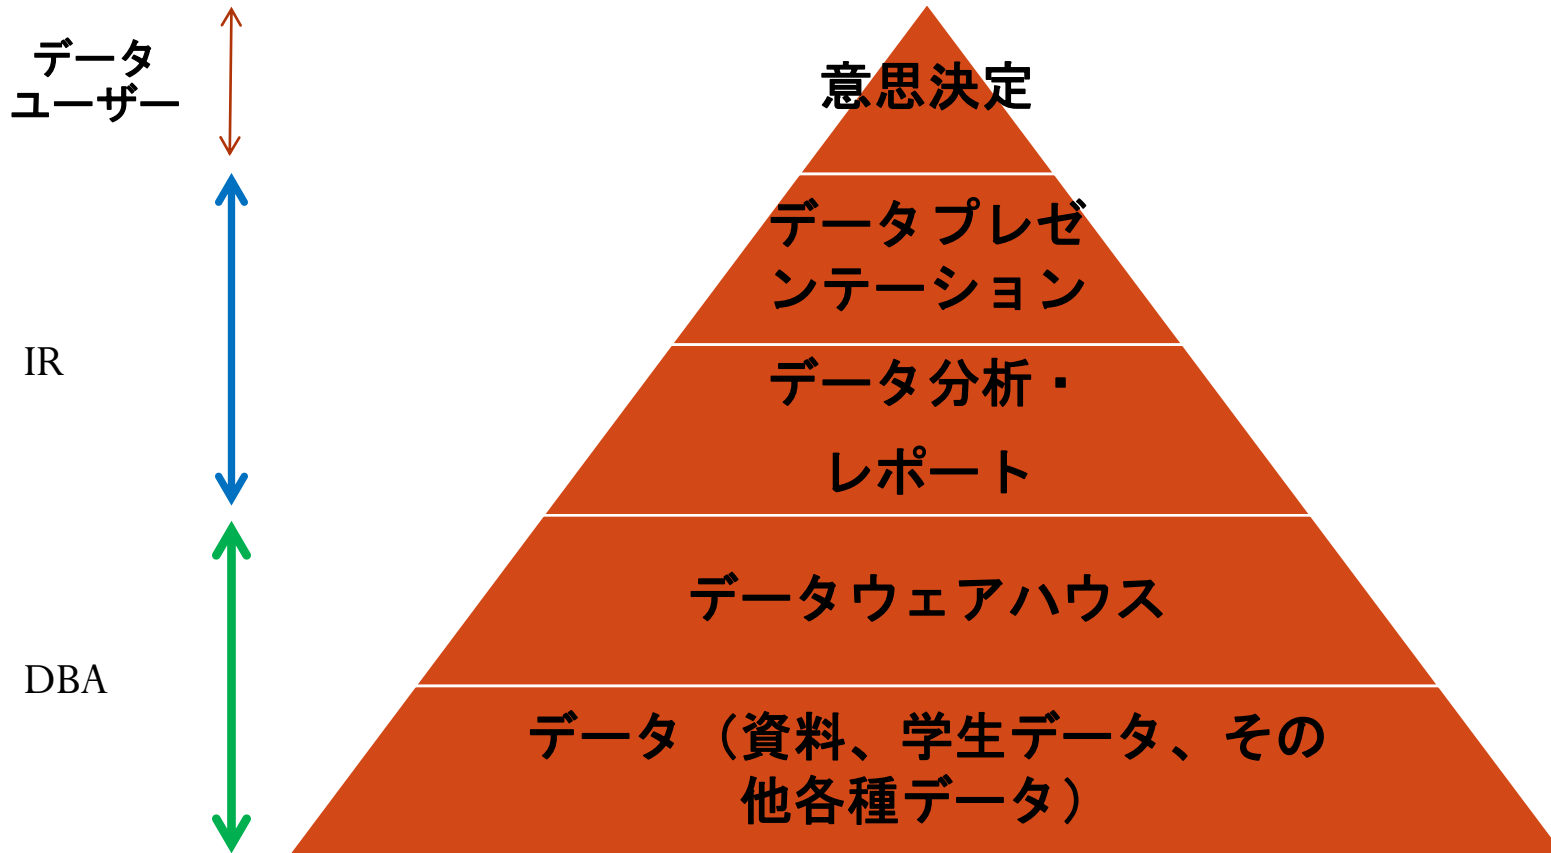 データ
ユーザー
意思決定
データプレゼ
ンテーション
IR
データ分析・
レポート
データウェアハウス
DBA
データ（資料、学生データ、その
他各種データ）